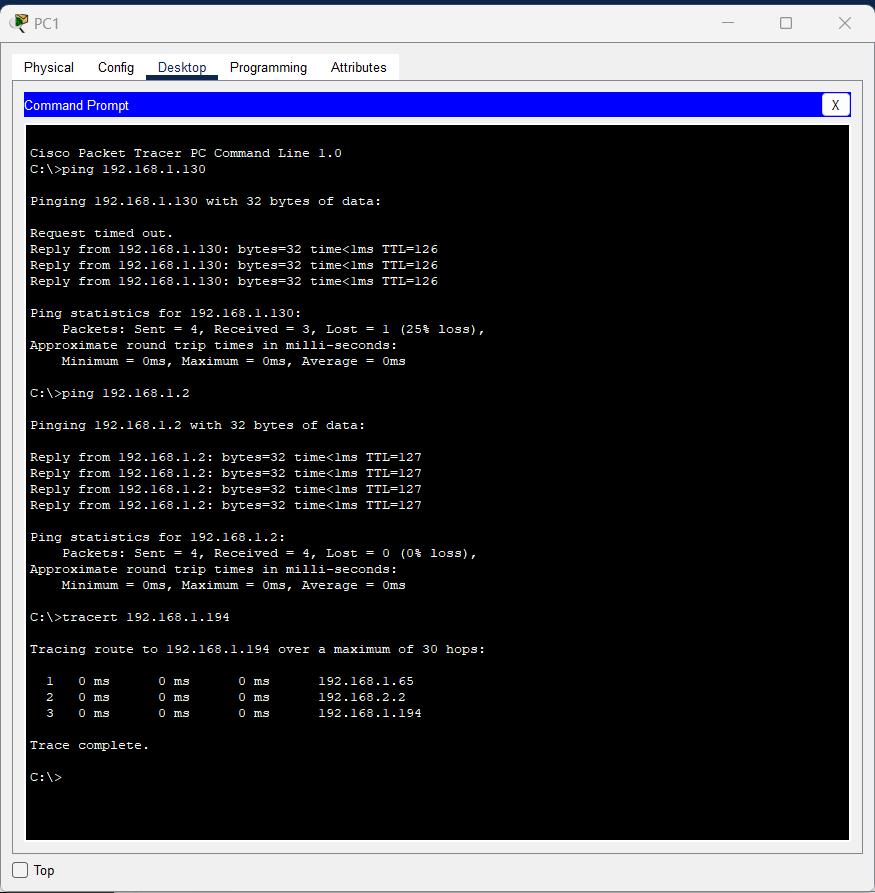 PC1
Physical Config Desktop Programming Attributes
Command Prompt X
Cisco Packet Tracer PC Command Line 1.0
C:\>ping 192.168.1.130
Pinging 192.168.1.130 with 32 bytes of data:
Request timed out.
Reply from 192.168.1.130: bytes=32 time<1ms TTL=126
Reply from 192.168.1.130: bytes=32 time<1ms TTL=126
Reply from 192.168.1.130: bytes=32 time<1ms TTL=126
Ping statistics for 192.168.1.130:
    Packets: Sent = 4, Received = 3, Lost = 1 (25% loss),
Approximate round trip times in milli-seconds:
    Minimum = 0ms, Maximum = 0ms, Average = 0ms
C:\>ping 192.168.1.2
Pinging 192.168.1.2 with 32 bytes of data:
Reply from 192.168.1.2: bytes=32 time<1ms TTL=127
Reply from 192.168.1.2: bytes=32 time<1ms TTL=127
Reply from 192.168.1.2: bytes=32 time<1ms TTL=127
Reply from 192.168.1.2: bytes=32 time<1ms TTL=127
Ping statistics for 192.168.1.2:
    Packets: Sent = 4, Received = 4, Lost = 0 (0% loss),
Approximate round trip times in milli-seconds:
    Minimum = 0ms, Maximum = 0ms, Average = 0ms
C:\>tracert 192.168.1.194
Tracing route to 192.168.1.194 over a maximum of 30 hops:
  1   0 ms      0 ms      0 ms      192.168.1.65
  2   0 ms      0 ms      0 ms      192.168.2.2
  3   0 ms      0 ms      0 ms      192.168.1.194
Trace complete.
C:\>
Top